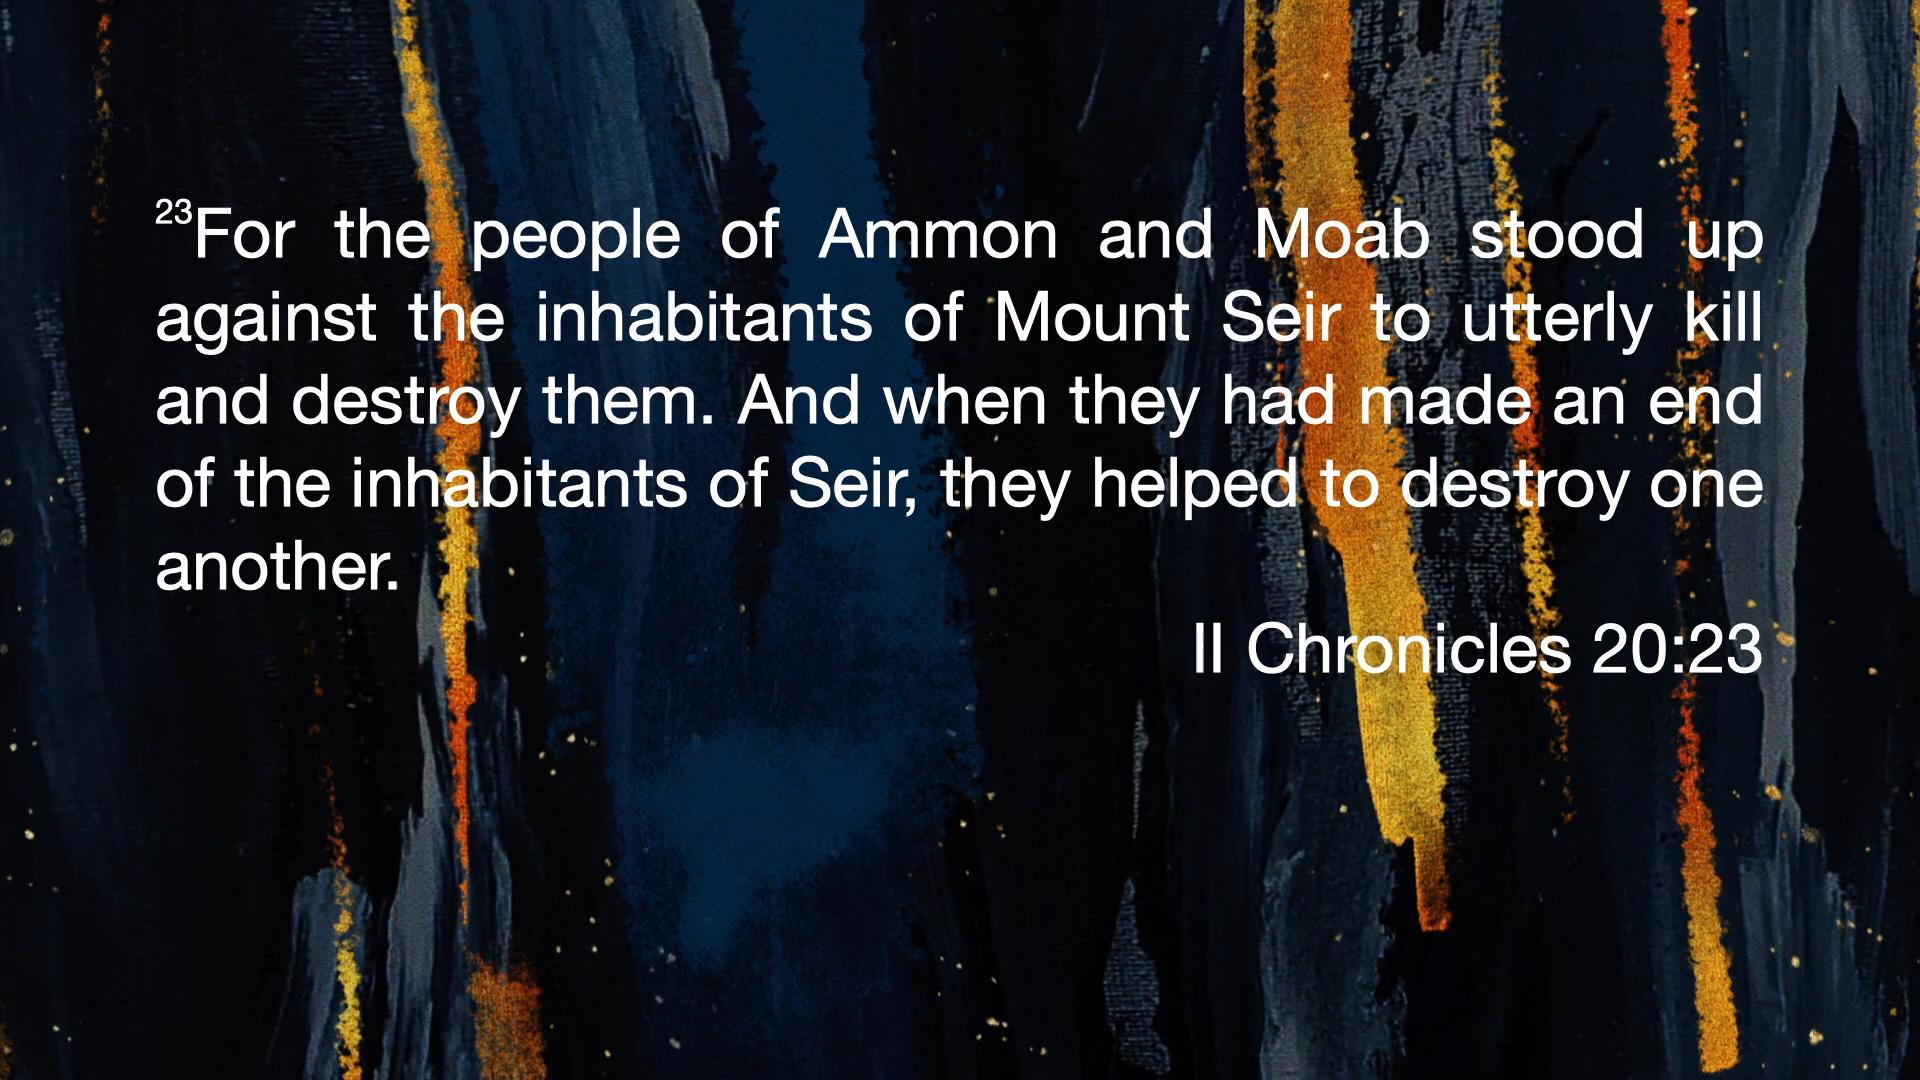 23For the people of Ammon and Moab stood up
against the inhabitants of Mount Seir to utterly kill
and destroy them. And when they had made an end
of the inhabitants of Seir, they helped to destroy one
another.
II Chronicles 20:23